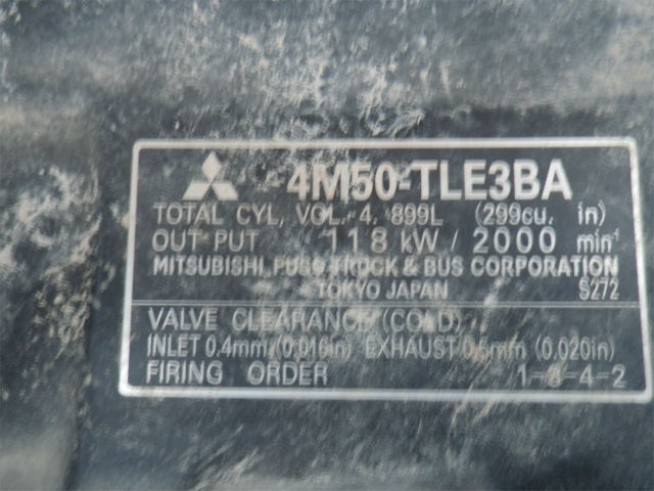 4M50-TLE3BA
TOTAL CYL, VOL. 4, 899L (299cu, in)
OUT PUT 118 kW / 2000 min-¹
MITSUBISHI FUSO TRUCK & BUS CORPORATION
TOKYO JAPAN S272
VALVE CLEARANCE (COLD)
INLET 0.4mm (0.016in) EXHAUST 0.5mm (0.020in)
FIRING ORDER 1-3-4-2